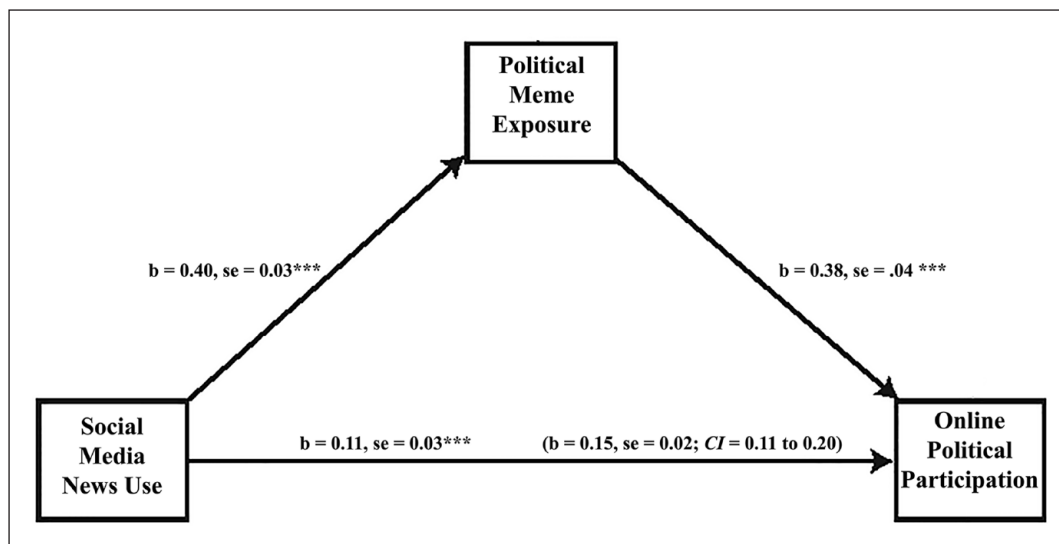 Political
Meme
Exposure
b = 0.40, se = 0.03***
b = 0.38, se = .04 ***
Social
Media
News Use
b = 0.11, se = 0.03***
(b = 0.15, se = 0.02; CI = 0.11 to 0.20)
Online
Political
Participation